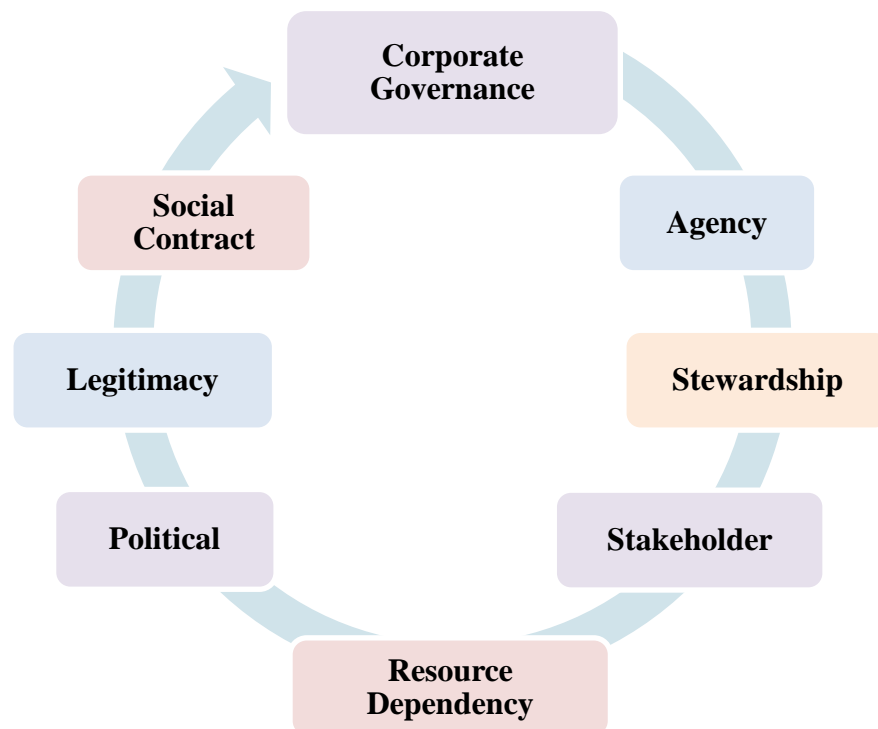 Corporate
Governance
Agency
Stewardship
Stakeholder
Resource
Dependency
Political
Legitimacy
Social
Contract